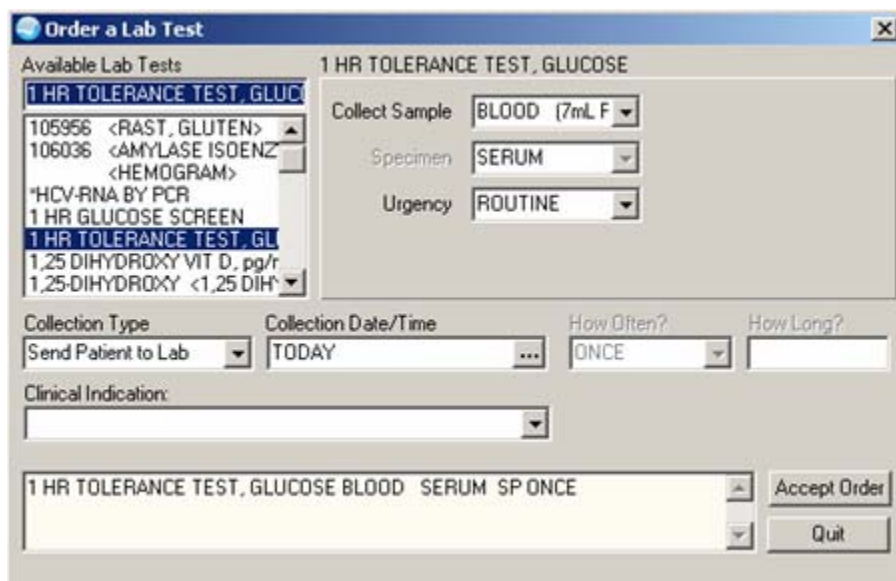 Order a Lab Test
Available Lab Tests
1 HR TOLERANCE TEST, GLUCO
105956 <RAST, GLUTEN>
106036 <AMYLASE ISOENZ
<HEMOGRAM>
*HCV-RNA BY PCR
1 HR GLUCOSE SCREEN
1 HR TOLERANCE TEST, GLU
1,25 DIHYDROXY VIT D, pg/r
1,25-DIHYDROXY <1,25 DIHY
1 HR TOLERANCE TEST, GLUCOSE
Collect Sample BLOOD (7mL F
Specimen SERUM
Urgency ROUTINE
Collection Type Collection Date/Time How Often? How Long?
Send Patient to Lab TODAY ... ONCE
Clinical Indication:
1 HR TOLERANCE TEST, GLUCOSE BLOOD SERUM SP ONCE
Accept Order
Quit